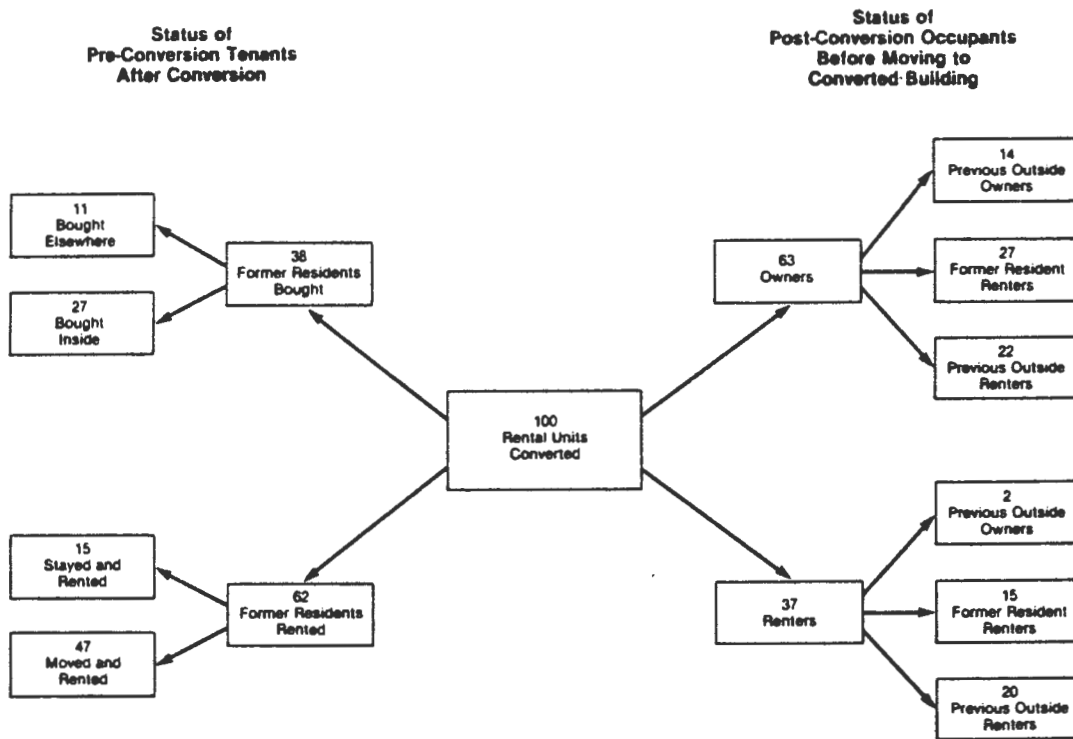 Status of
Pre-Conversion Tenants
After Conversion
Status of
Post-Conversion Occupants
Before Moving to
Converted Building
11
Bought
Elsewhere
27
Bought
Inside
38
Former Residents
Bought
100
Rental Units
Converted
15
Stayed and
Rented
47
Moved and
Rented
62
Former Residents
Rented
63
Owners
14
Previous Outside
Owners
27
Former Resident
Renters
22
Previous Outside
Renters
37
Renters
2
Previous Outside
Owners
15
Former Resident
Renters
20
Previous Outside
Renters